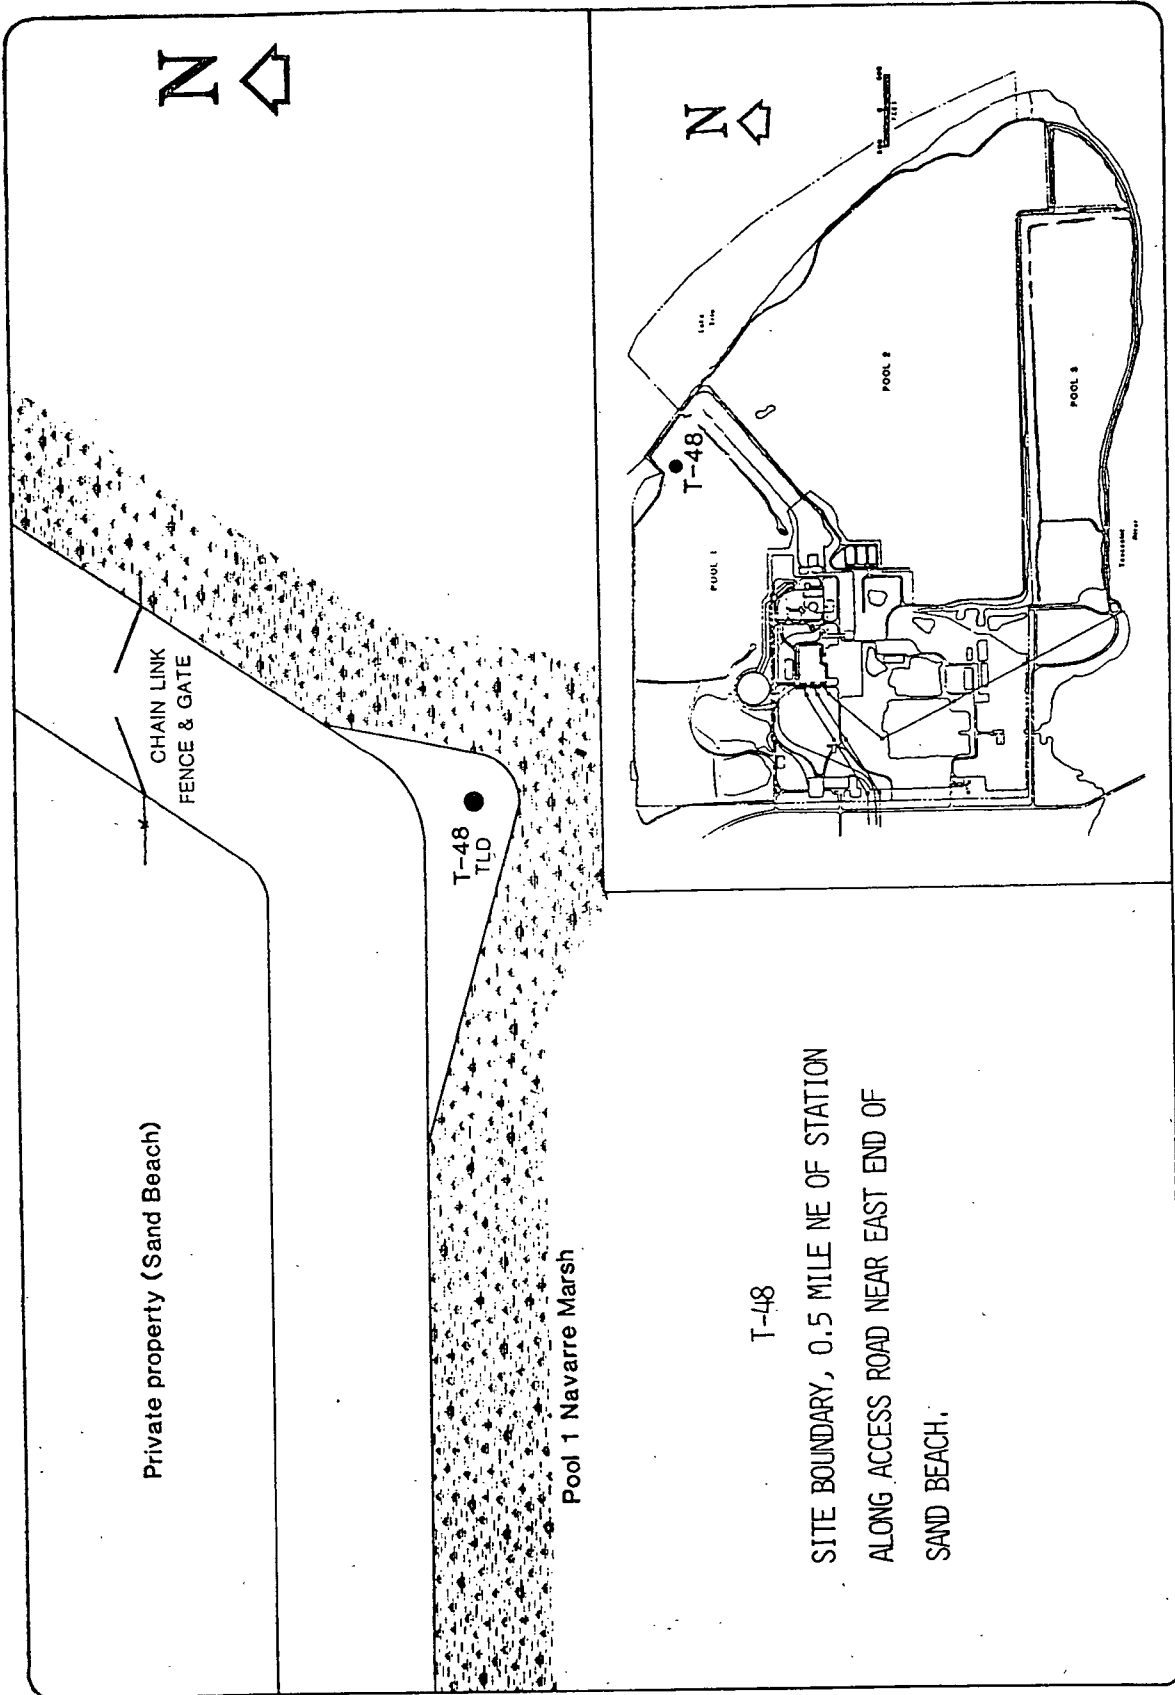 N
Private property (Sand Beach)
CHAIN LINK
FENCE & GATE
T-48
TLD
Pool 1 Navarre Marsh
T-48
SITE BOUNDARY, 0.5 MILE NE OF STATION
ALONG ACCESS ROAD NEAR EAST END OF
SAND BEACH.
N
T-48
POOL 1
POOL 2
POOL 3